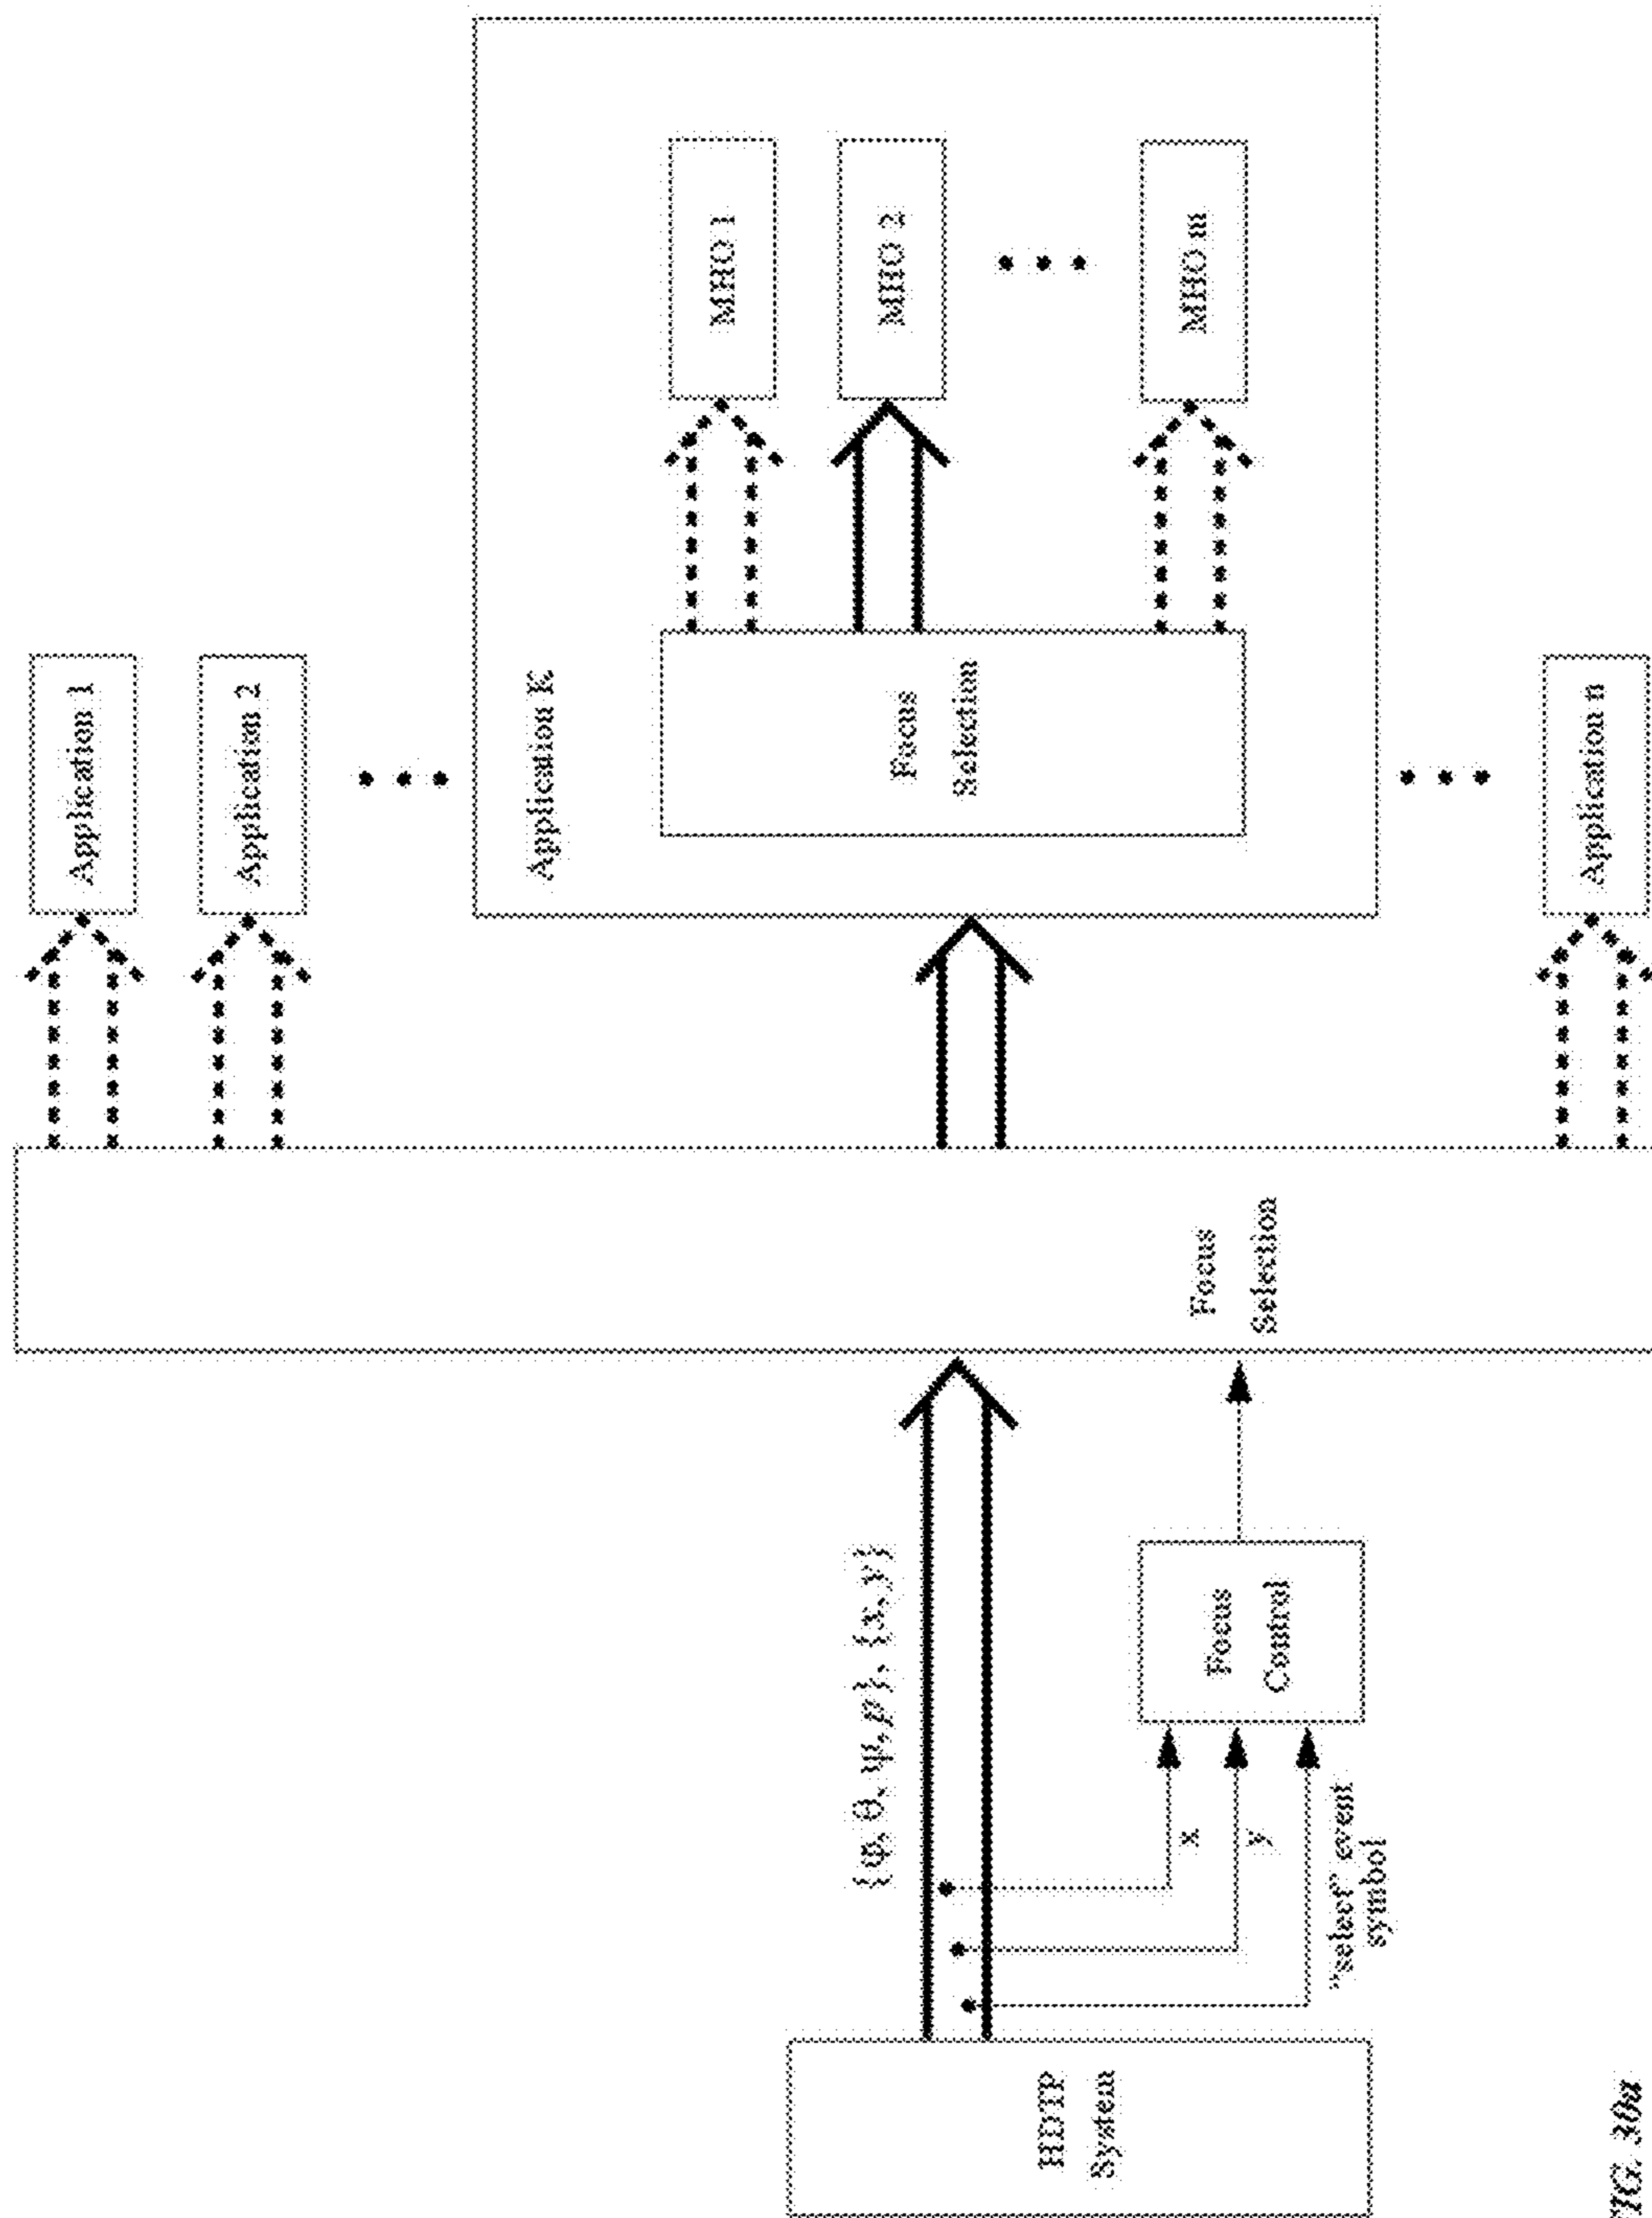 Application 1
Application 2
Application K
MHO 1
MHO 2
MHO m
Focus
Selection
Application n
Focus
Selection
{φ, θ, ψ, p}, {x, y}
Focus
Control
x
y
"select" event
symbol
HDTP
System
FIG. 30a